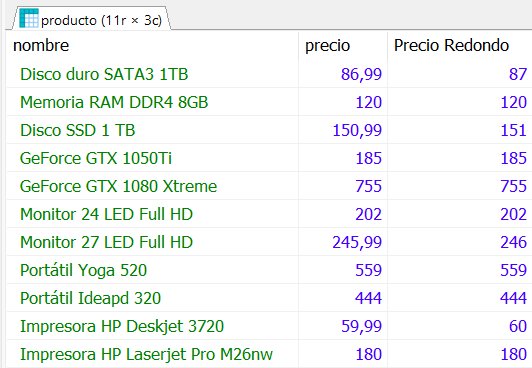 producto (11r × 3c)
nombre precio Precio Redondo
Disco duro SATA3 1TB 86,99 87
Memoria RAM DDR4 8GB 120 120
Disco SSD 1 TB 150,99 151
GeForce GTX 1050Ti 185 185
GeForce GTX 1080 Xtreme 755 755
Monitor 24 LED Full HD 202 202
Monitor 27 LED Full HD 245,99 246
Portátil Yoga 520 559 559
Portátil Ideapd 320 444 444
Impresora HP Deskjet 3720 59,99 60
Impresora HP Laserjet Pro M26nw 180 180